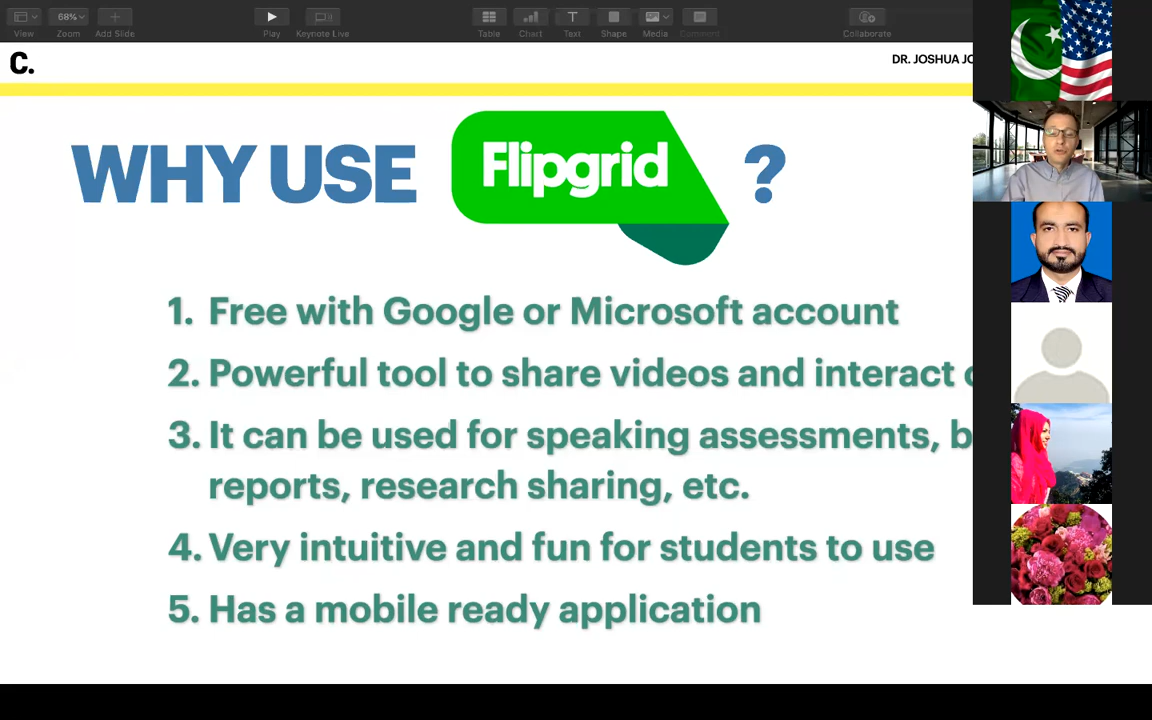 68%
View
Zoom
Add Slide
Play
Keynote Live
Table
Chart
Text
Shape
Media
Comment
Collaborate
C.
DR. JOSHUA
WHY USE Flipgrid ?
1. Free with Google or Microsoft account
2. Powerful tool to share videos and interact
3. It can be used for speaking assessments,
reports, research sharing, etc.
4. Very intuitive and fun for students to use
5. Has a mobile ready application